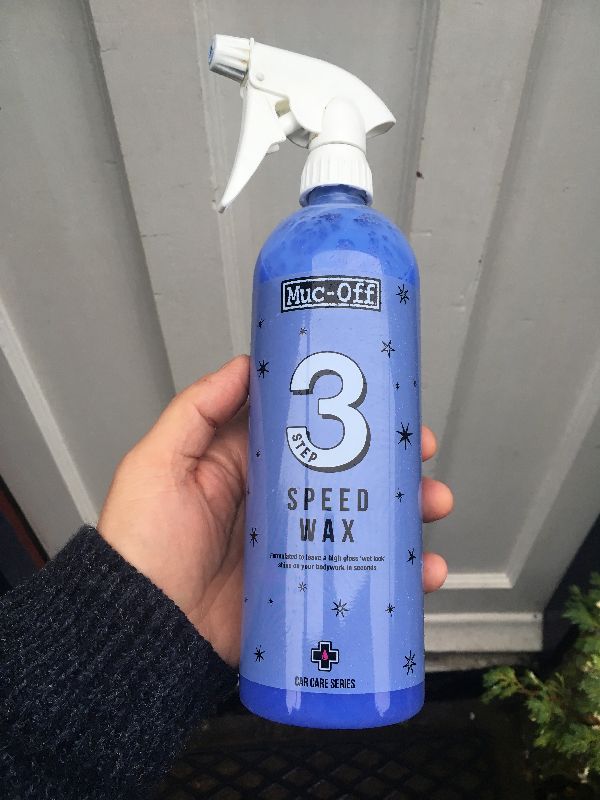 Muc-Off
3
STEP
SPEED
WAX
Formulated to leave a high gloss 'wet look'
shine on your bodywork in seconds
CAR CARE SERIES